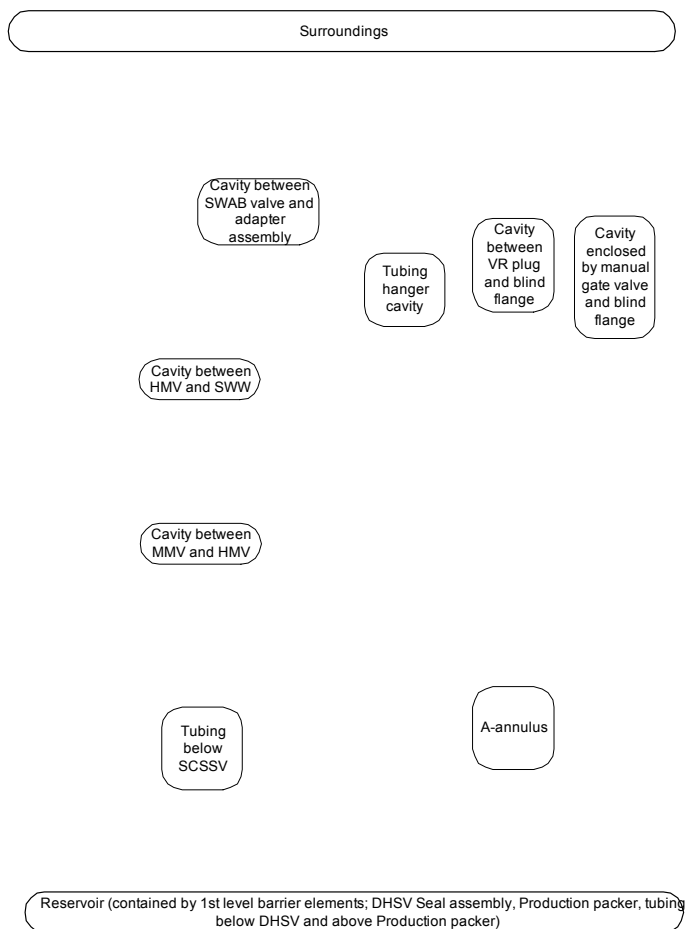 Surroundings
Cavity between
SWAB valve and
adapter
assembly
Cavity
between
VR plug
and blind
flange
Cavity
enclosed
by manual
gate valve
and blind
flange
Tubing
hanger
cavity
Cavity between
HMV and SWW
Cavity between
MMV and HMV
Tubing
below
SCSSV
A-annulus
Reservoir (contained by 1st level barrier elements; DHSV Seal assembly, Production packer, tubing
below DHSV and above Production packer)